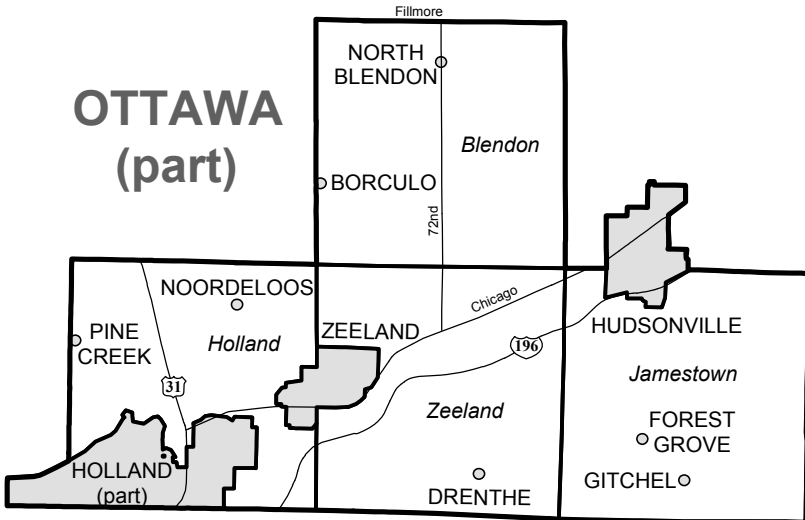 Fillmore
NORTH
BLENDON
OTTAWA
(part)
Blendon
BORCULO
72nd
NOORDELOOS
Chicago
ZEELAND
HUDSONVILLE
PINE
CREEK
Holland
196
Jamestown
31
Zeeland
FOREST
GROVE
HOLLAND
(part)
GITCHEL
DRENTHE